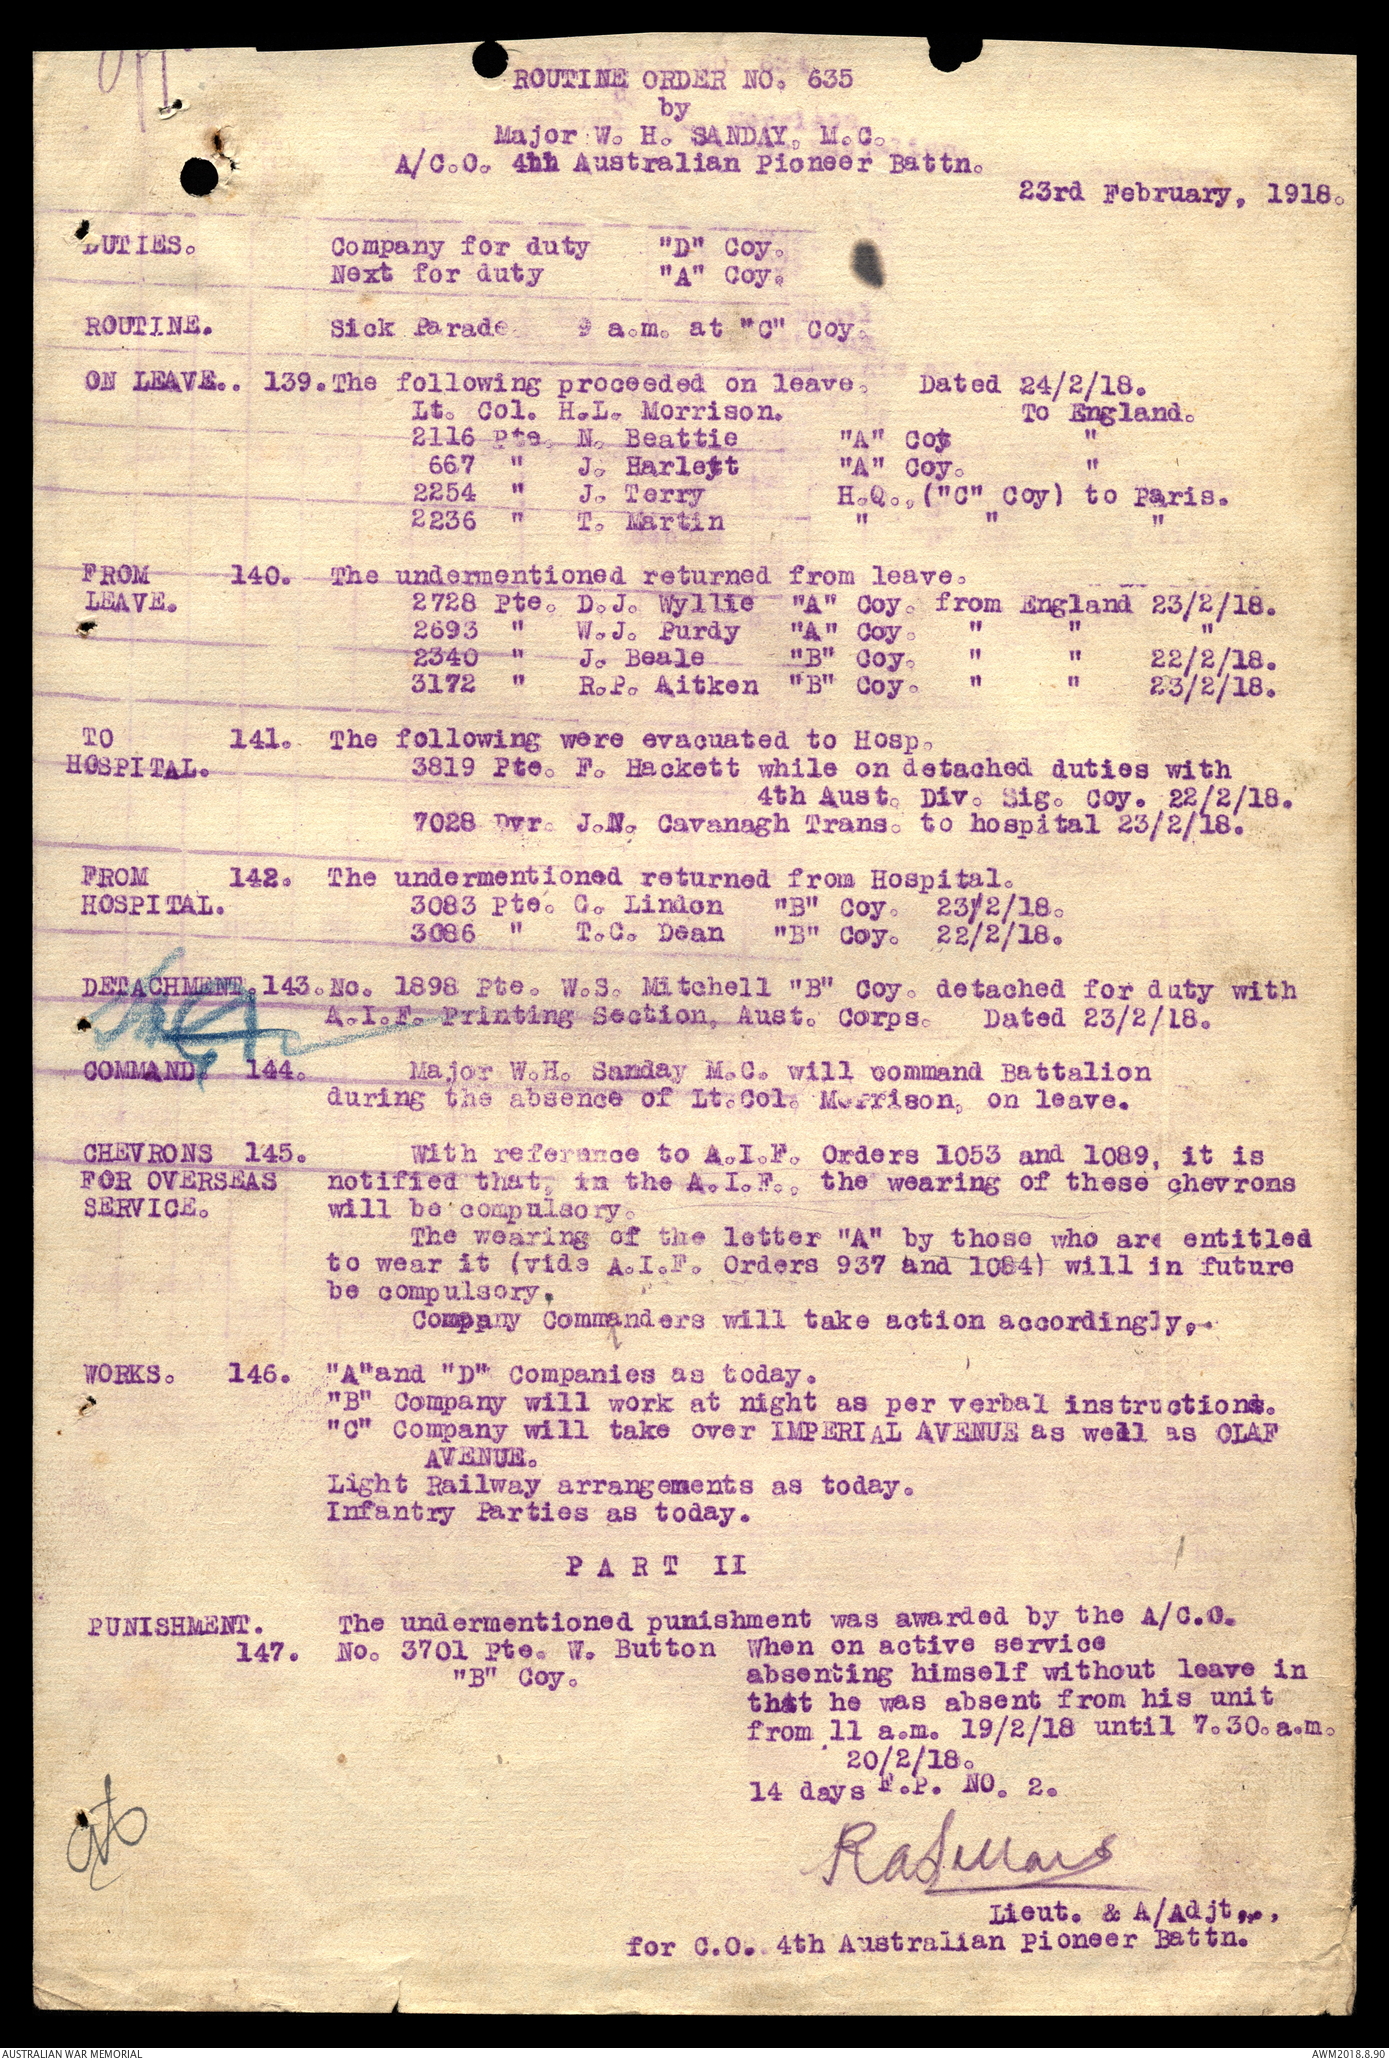 ROUTINE ORDER NO. 635
by
Major W. H. SANDAY, M.C.
A/C.O. 4hh Australian Pioneer Battn.
23rd February, 1918.
DUTIES. Company for duty "D" Coy.
Next for duty "A" Coy.
ROUTINE. Sick Parade 9 a.m. at "C" Coy.
ON LEAVE.. 139. The following proceeded on leave. Dated 24/2/18.
Lt. Col. H.L. Morrison. To England.
2116 Pte. N. Beattie "A" Coy "
667 " J. Harlett "A" Coy. "
2254 " J. Terry H.Q.,("C" Coy) to Paris.
2236 " T. Martin " " "
FROM 140. The undermentioned returned from leave.
LEAVE. 2728 Pte. D.J. Wyllie "A" Coy. from England 23/2/18.
2693 " W.J. Purdy "A" Coy. " " "
2340 " J. Beale "B" Coy. " " 22/2/18.
3172 " R.P. Aitken "B" Coy. " " 23/2/18.
TO 141. The following were evacuated to Hosp.
HOSPITAL. 3819 Pte. F. Hackett while on detached duties with
4th Aust. Div. Sig. Coy. 22/2/18.
7028 Dvr. J.N. Cavanagh Trans. to hospital 23/2/18.
FROM 142. The undermentioned returned from Hospital.
HOSPITAL. 3083 Pte. C. Lindon "B" Coy. 23/2/18.
3086 " T.C. Dean "B" Coy. 22/2/18.
DETACHMENT. 143. No. 1898 Pte. W.S. Mitchell "B" Coy. detached for duty with
A.I.F. Printing Section, Aust. Corps. Dated 23/2/18.
COMMAND. 144. Major W.H. Sanday M.C. will command Battalion
during the absence of Lt.Col. Morrison, on leave.
CHEVRONS 145. With reference to A.I.F. Orders 1053 and 1089, it is
FOR OVERSEAS notified that, in the A.I.F., the wearing of these chevrons
SERVICE. will be compulsory.
The wearing of the letter "A" by those who are entitled
to wear it (vide A.I.F. Orders 937 and 1084) will in future
be compulsory.
Company Commanders will take action accordingly,.
WORKS. 146. "A"and "D" Companies as today.
"B" Company will work at night as per verbal instructions.
"C" Company will take over IMPERIAL AVENUE as well as OLAF
AVENUE.
Light Railway arrangements as today.
Infantry Parties as today.
PART II
PUNISHMENT. The undermentioned punishment was awarded by the A/C.O.
147. No. 3701 Pte. W. Button When on active service
"B" Coy. absenting himself without leave in
that he was absent from his unit
from 11 a.m. 19/2/18 until 7.30.a.m.
20/2/18.
14 days F.P. NO. 2.
Lieut. & A/Adjt.,
for C.O. 4th Australian Pioneer Battn.
AUSTRALIAN WAR MEMORIAL AWM2018.8.90